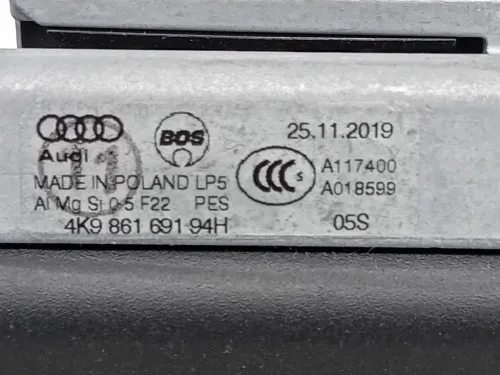 BOS
25.11.2019
Audi
MADE IN POLAND LP5
CCC S
A117400
A018599
Al Mg Si 0·5 F22 PES
4K9 861 691 94H
05S